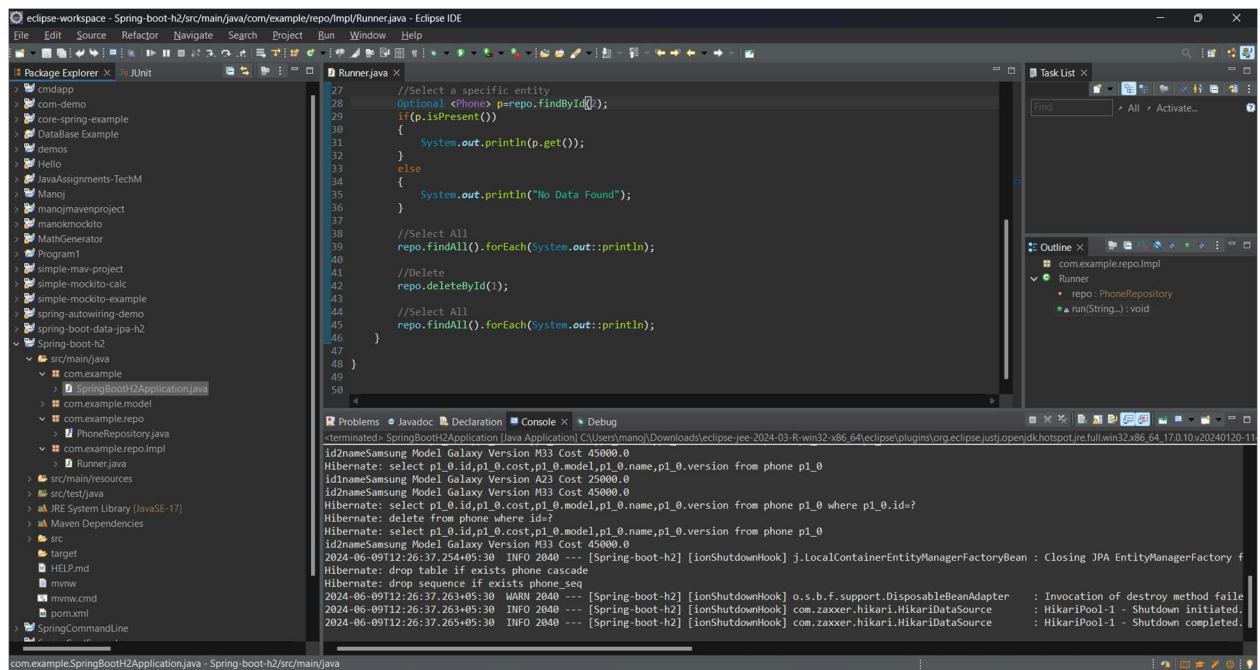 eclipse-workspace - Spring-boot-h2/src/main/java/com/example/repo/Impl/Runner.java - Eclipse IDE
File Edit Source Refactor Navigate Search Project Run Window Help
Package Explorer JUnit
cmdapp
com-demo
core-spring-example
DataBase Example
demos
Hello
JavaAssignments-TechM
Manoj
manojmavenproject
manokmockito
MathGenerator
Program1
simple-mav-project
simple-mockito-calc
simple-mockito-example
spring-autowiring-demo
spring-boot-data-jpa-h2
Spring-boot-h2
src/main/java
com.example
SpringBootH2Application.java
com.example.model
com.example.repo
PhoneRepository.java
com.example.repo.Impl
Runner.java
src/main/resources
src/test/java
JRE System Library [JavaSE-17]
Maven Dependencies
src
target
HELP.md
mvnw
mvnw.cmd
pom.xml
SpringCommandLine
Runner.java
27 //Select a specific entity
28 Optional <Phone> p=repo.findById(2);
29 if(p.isPresent())
30 {
31 System.out.println(p.get());
32 }
33 else
34 {
35 System.out.println("No Data Found");
36 }
37
38 //Select All
39 repo.findAll().forEach(System.out::println);
40
41 //Delete
42 repo.deleteById(1);
43
44 //Select All
45 repo.findAll().forEach(System.out::println);
46 }
47
48 }
49
50
Task List
Find All Activate...
Outline
com.example.repo.Impl
Runner
repo : PhoneRepository
run(String...) : void
Problems Javadoc Declaration Console Debug
<terminated> SpringBootH2Application [Java Application] C:\Users\manoj\Downloads\eclipse-jee-2024-03-R-win32-x86_64\eclipse\plugins\org.eclipse.justj.openjdk.hotspot.jre.full.win32.x86_64_17.0.10.v20240120-11
id2nameSamsung Model Galaxy Version M33 Cost 45000.0
Hibernate: select p1_0.id,p1_0.cost,p1_0.model,p1_0.name,p1_0.version from phone p1_0
id1nameSamsung Model Galaxy Version A23 Cost 25000.0
id2nameSamsung Model Galaxy Version M33 Cost 45000.0
Hibernate: select p1_0.id,p1_0.cost,p1_0.model,p1_0.name,p1_0.version from phone p1_0 where p1_0.id=?
Hibernate: delete from phone where id=?
Hibernate: select p1_0.id,p1_0.cost,p1_0.model,p1_0.name,p1_0.version from phone p1_0
id2nameSamsung Model Galaxy Version M33 Cost 45000.0
2024-06-09T12:26:37.254+05:30 INFO 2040 --- [Spring-boot-h2] [ionShutdownHook] j.LocalContainerEntityManagerFactoryBean : Closing JPA EntityManagerFactory f
Hibernate: drop table if exists phone cascade
Hibernate: drop sequence if exists phone_seq
2024-06-09T12:26:37.263+05:30 WARN 2040 --- [Spring-boot-h2] [ionShutdownHook] o.s.b.f.support.DisposableBeanAdapter : Invocation of destroy method faile
2024-06-09T12:26:37.263+05:30 INFO 2040 --- [Spring-boot-h2] [ionShutdownHook] com.zaxxer.hikari.HikariDataSource : HikariPool-1 - Shutdown initiated.
2024-06-09T12:26:37.265+05:30 INFO 2040 --- [Spring-boot-h2] [ionShutdownHook] com.zaxxer.hikari.HikariDataSource : HikariPool-1 - Shutdown completed.
com.example.SpringBootH2Application.java - Spring-boot-h2/src/main/java